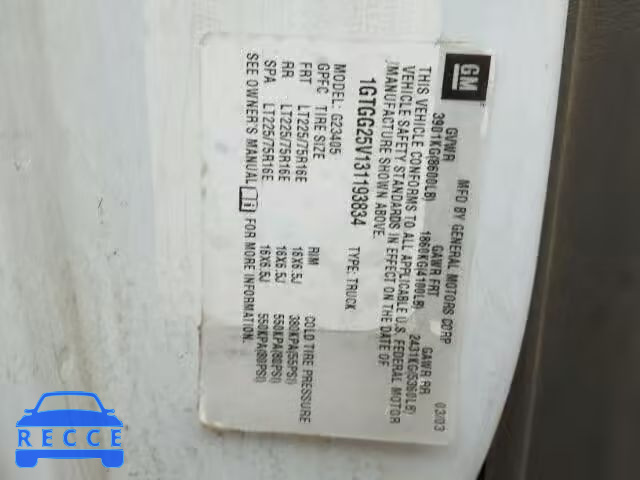 GM
MFD BY GENERAL MOTORS CORP 03/03
GVWR GAWR FRT GAWR RR
3901KG(8600LB) 1860KG(4100LB) 2431KG(5360LB)
THIS VEHICLE CONFORMS TO ALL APPLICABLE U.S. FEDERAL MOTOR
VEHICLE SAFETY STANDARDS IN EFFECT ON THE DATE OF
MANUFACTURE SHOWN ABOVE.
1GTGG25V131193834 TYPE: TRUCK
MODEL: G23405
GPFC TIRE SIZE RIM COLD TIRE PRESSURE
FRT LT225/75R16E 16X6.5J 380KPA(55PSI)
RR LT225/75R16E 16X6.5J 550KPA(80PSI)
SPA LT225/75R16E 16X6.5J 550KPA(80PSI)
SEE OWNER'S MANUAL FOR MORE INFORMATION.
RECCE